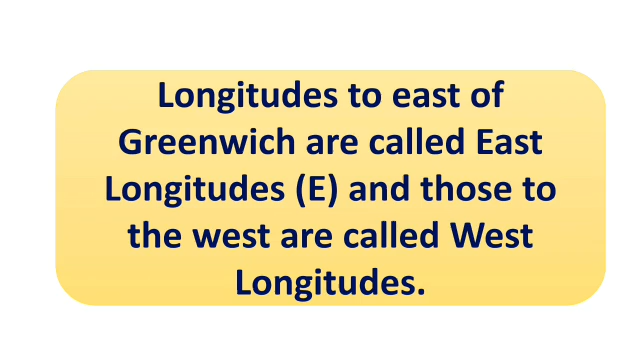 Longitudes to east of
Greenwich are called East
Longitudes (E) and those to
the west are called West
Longitudes.